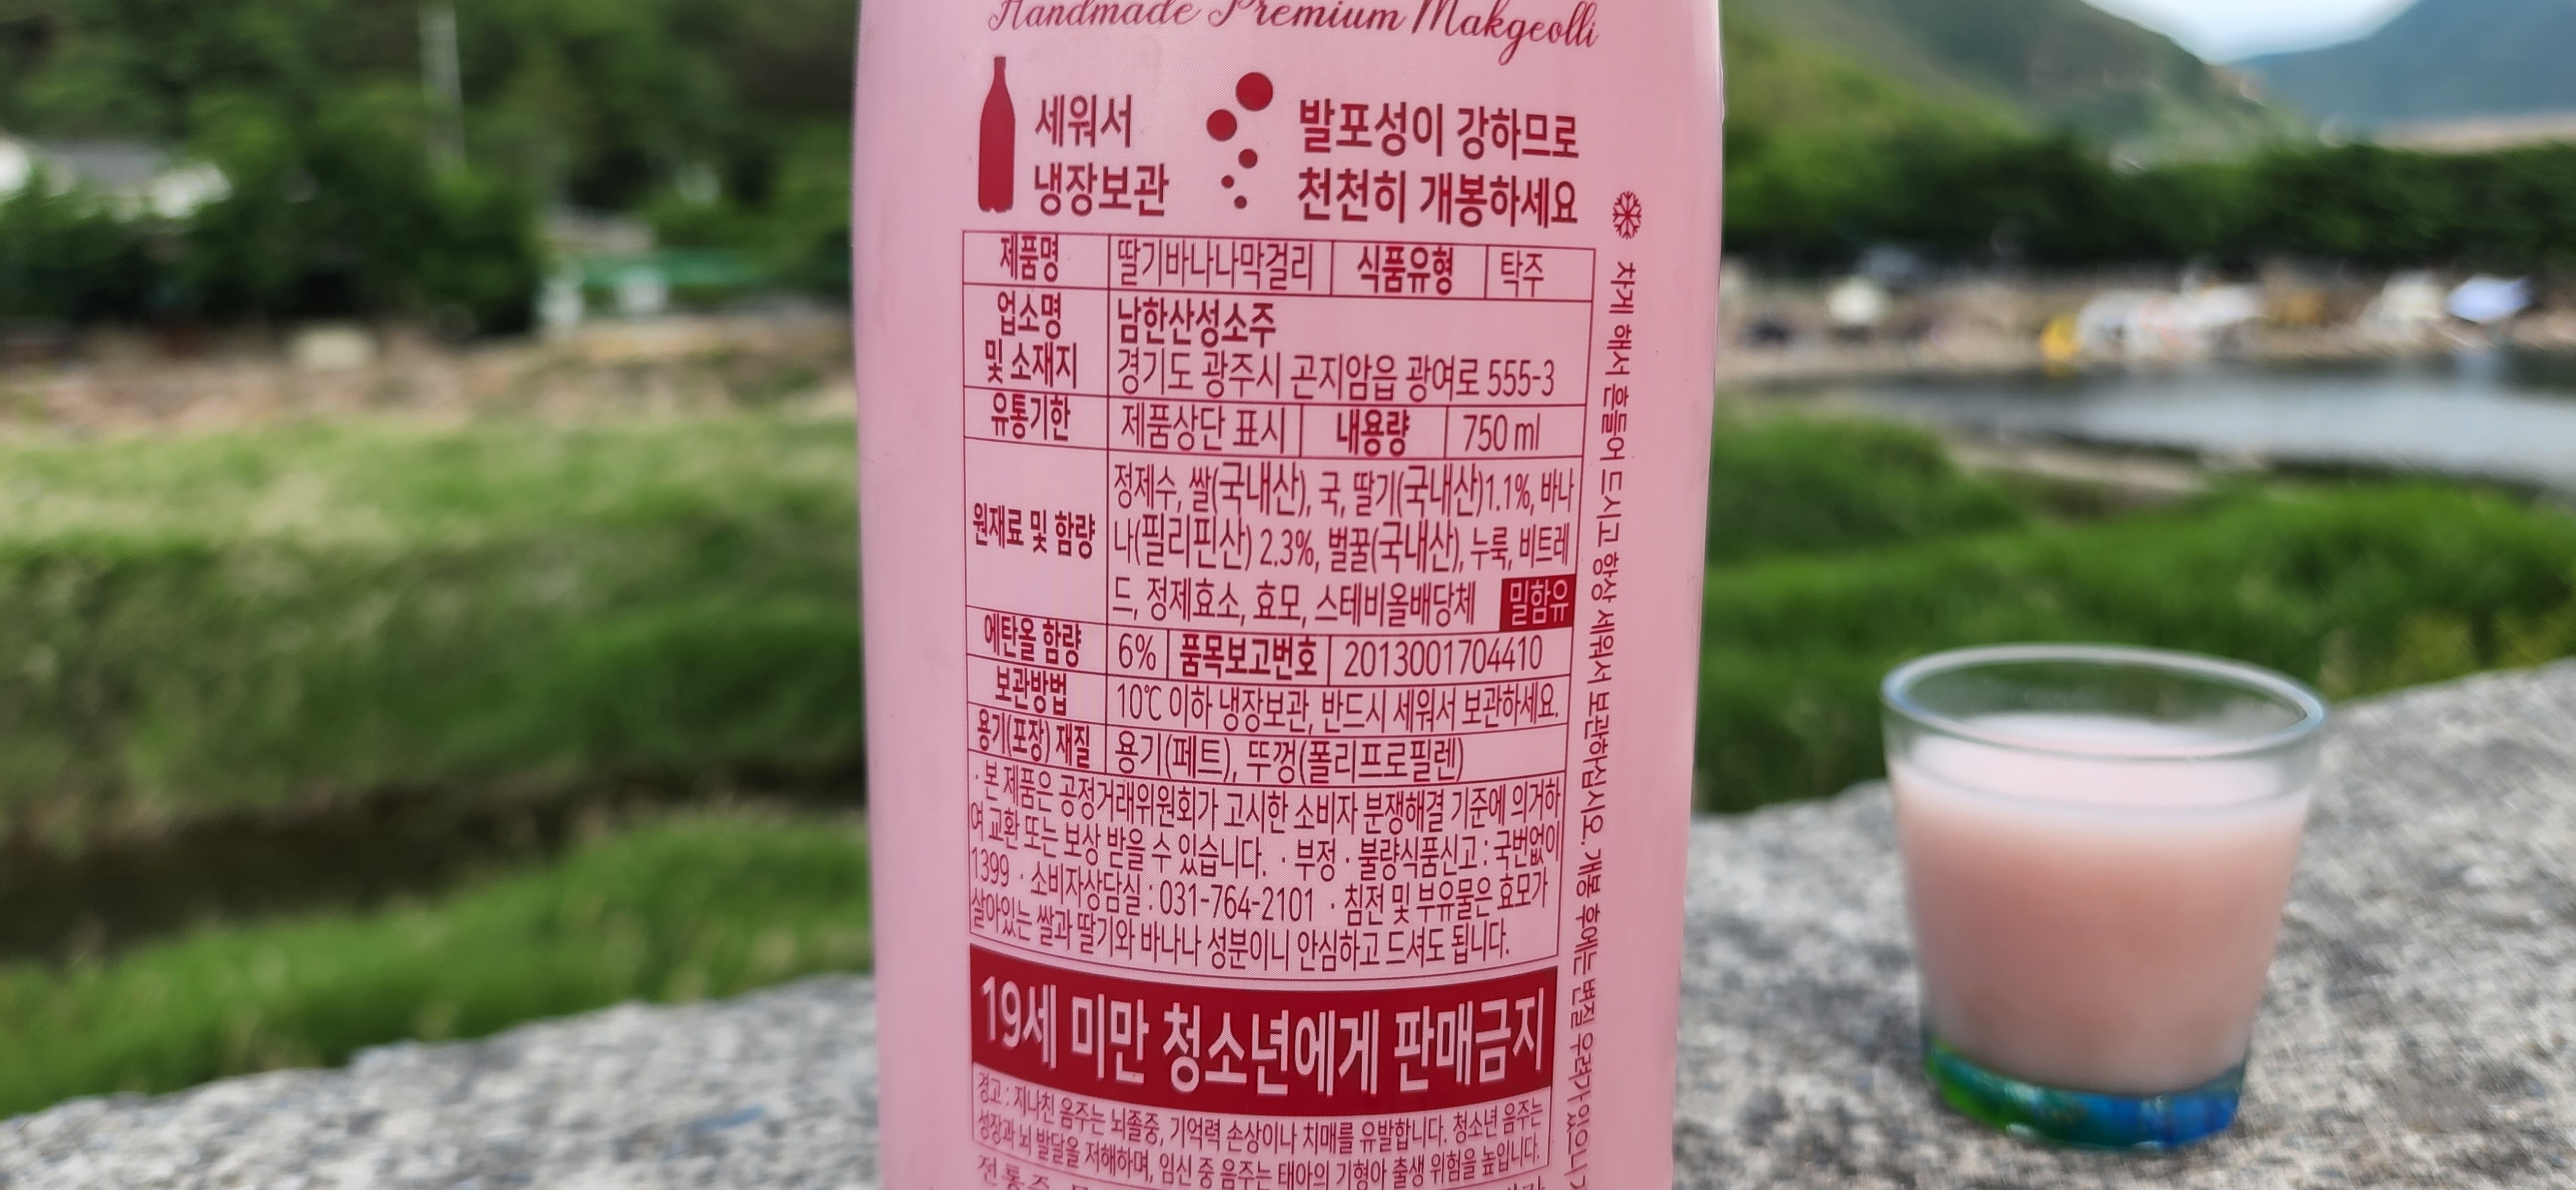 Handmade Premium Makgeolli
세워서
냉장보관
발포성이 강하므로
천천히 개봉하세요
제품명 딸기바나나막걸리 식품유형 탁주
업소명
및 소재지
남한산성소주
경기도 광주시 곤지암읍 광여로 555-3
유통기한 제품상단 표시 내용량 750 ml
원재료 및 함량
정제수, 쌀(국내산), 국, 딸기(국내산)1.1%, 바나
나(필리핀산) 2.3%, 벌꿀(국내산), 누룩, 비트레
드, 정제효소, 효모, 스테비올배당체 밀함유
에탄올 함량 6% 품목보고번호 2013001704410
보관방법 10℃ 이하 냉장보관, 반드시 세워서 보관하세요.
용기(포장) 재질 용기(페트), 뚜껑(폴리프로필렌)
· 본 제품은 공정거래위원회가 고시한 소비자 분쟁해결 기준에 의거하
여 교환 또는 보상 받을 수 있습니다. · 부정 · 불량식품신고 : 국번없이
1399 · 소비자상담실 : 031-764-2101 · 침전 및 부유물은 효모가
살아있는 쌀과 딸기와 바나나 성분이니 안심하고 드셔도 됩니다.
19세 미만 청소년에게 판매금지
경고 : 지나친 음주는 뇌졸중, 기억력 손상이나 치매를 유발합니다. 청소년 음주는
성장과 뇌 발달을 저해하며, 임신 중 음주는 태아의 기형아 출생 위험을 높입니다.
차게 해서 흔들어 드시고 항상 세워서 보관하십시오. 개봉 후에는 변질 우려가 있으니